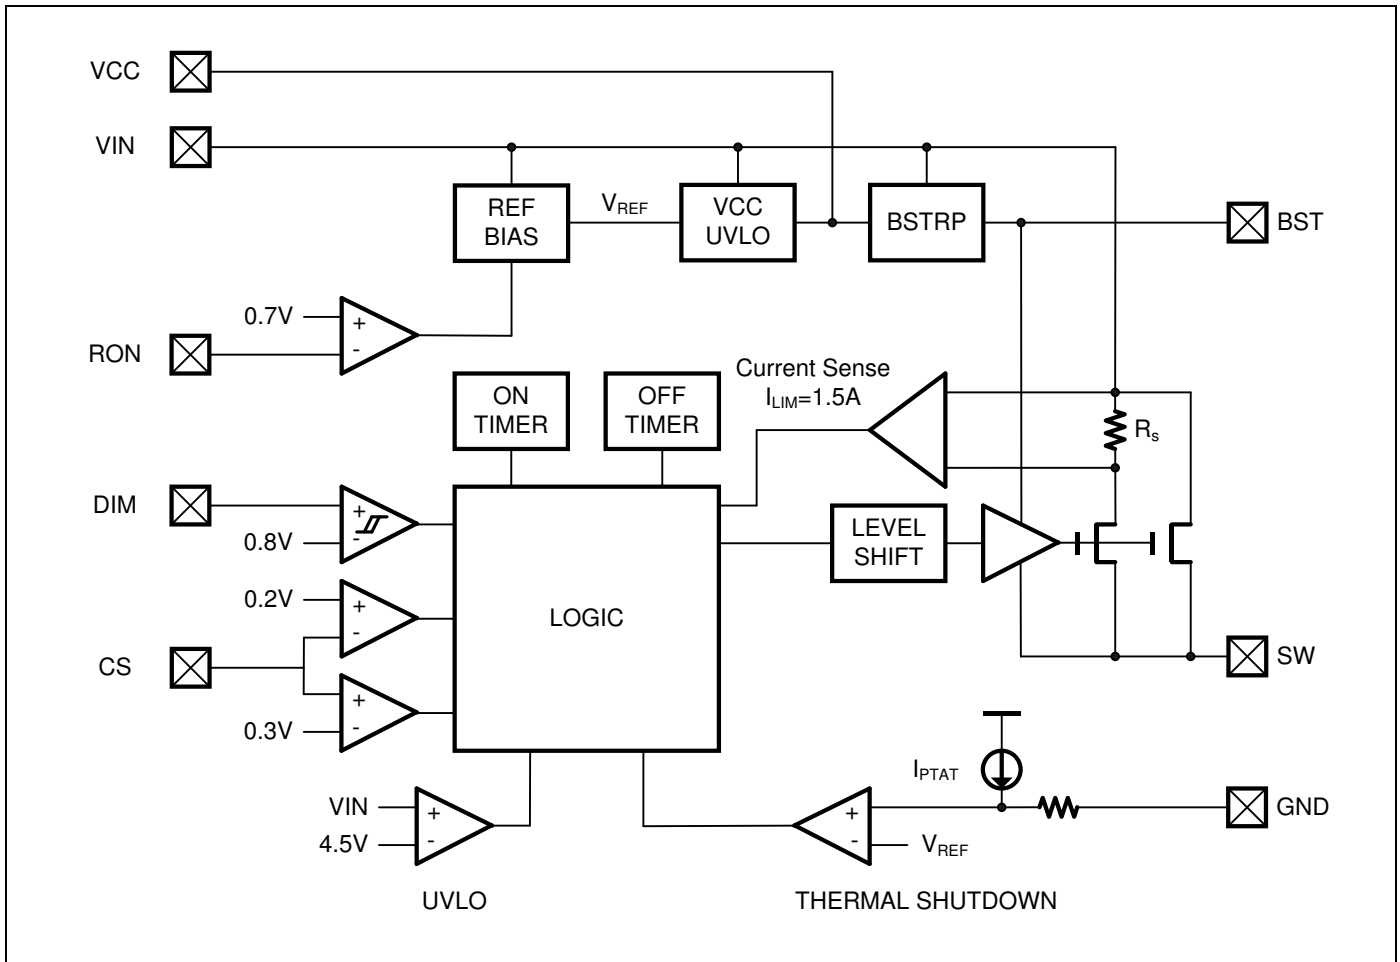 VCC
VIN
REF
BIAS
VREF
VCC
UVLO
BSTRP
BST
0.7V
+
-
RON
ON
TIMER
OFF
TIMER
Current Sense
ILIM=1.5A
Rs
DIM
+
-
0.8V
LEVEL
SHIFT
0.2V
+
-
LOGIC
CS
SW
+
-
0.3V
IPTAT
VIN
+
4.5V
-
+
-
VREF
GND
UVLO
THERMAL SHUTDOWN